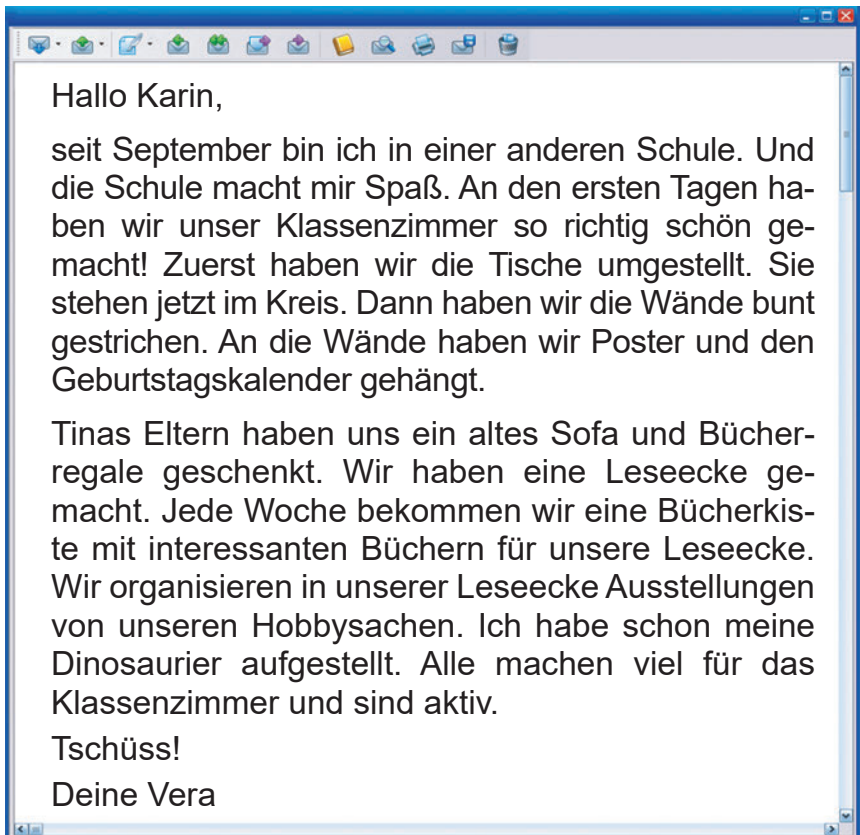 Hallo Karin,
seit September bin ich in einer anderen Schule. Und
die Schule macht mir Spaß. An den ersten Tagen ha-
ben wir unser Klassenzimmer so richtig schön ge-
macht! Zuerst haben wir die Tische umgestellt. Sie
stehen jetzt im Kreis. Dann haben wir die Wände bunt
gestrichen. An die Wände haben wir Poster und den
Geburtstagskalender gehängt.
Tinas Eltern haben uns ein altes Sofa und Bücher-
regale geschenkt. Wir haben eine Leseecke ge-
macht. Jede Woche bekommen wir eine Bücherkis-
te mit interessanten Büchern für unsere Leseecke.
Wir organisieren in unserer Leseecke Ausstellungen
von unseren Hobbysachen. Ich habe schon meine
Dinosaurier aufgestellt. Alle machen viel für das
Klassenzimmer und sind aktiv.
Tschüss!
Deine Vera